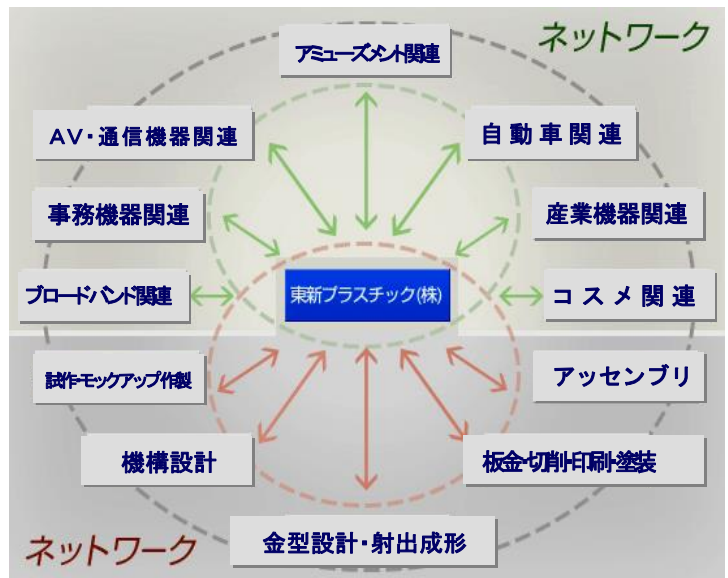 アミューズメント関連
ネットワーク
AV・通信機器関連
自動車関連
事務機器関連
産業機器関連
ブロードバンド関連
東新プラスチック(株)
コスメ関連
試作・モックアップ作製
アッセンブリ
機構設計
板金・切削・印刷・塗装
金型設計・射出成形
ネットワーク